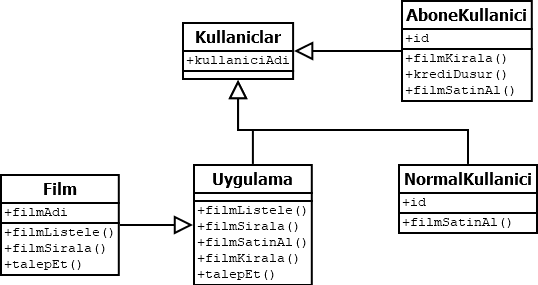 AboneKullanici
+id
+filmKirala()
+krediDusur()
+filmSatinAl()
Kullaniclar
+kullaniciAdi
Film
+filmAdi
+filmListele()
+filmSirala()
+talepEt()
Uygulama
+filmListele()
+filmSirala()
+filmSatinAl()
+filmKirala()
+talepEt()
NormalKullanici
+id
+filmSatinAl()